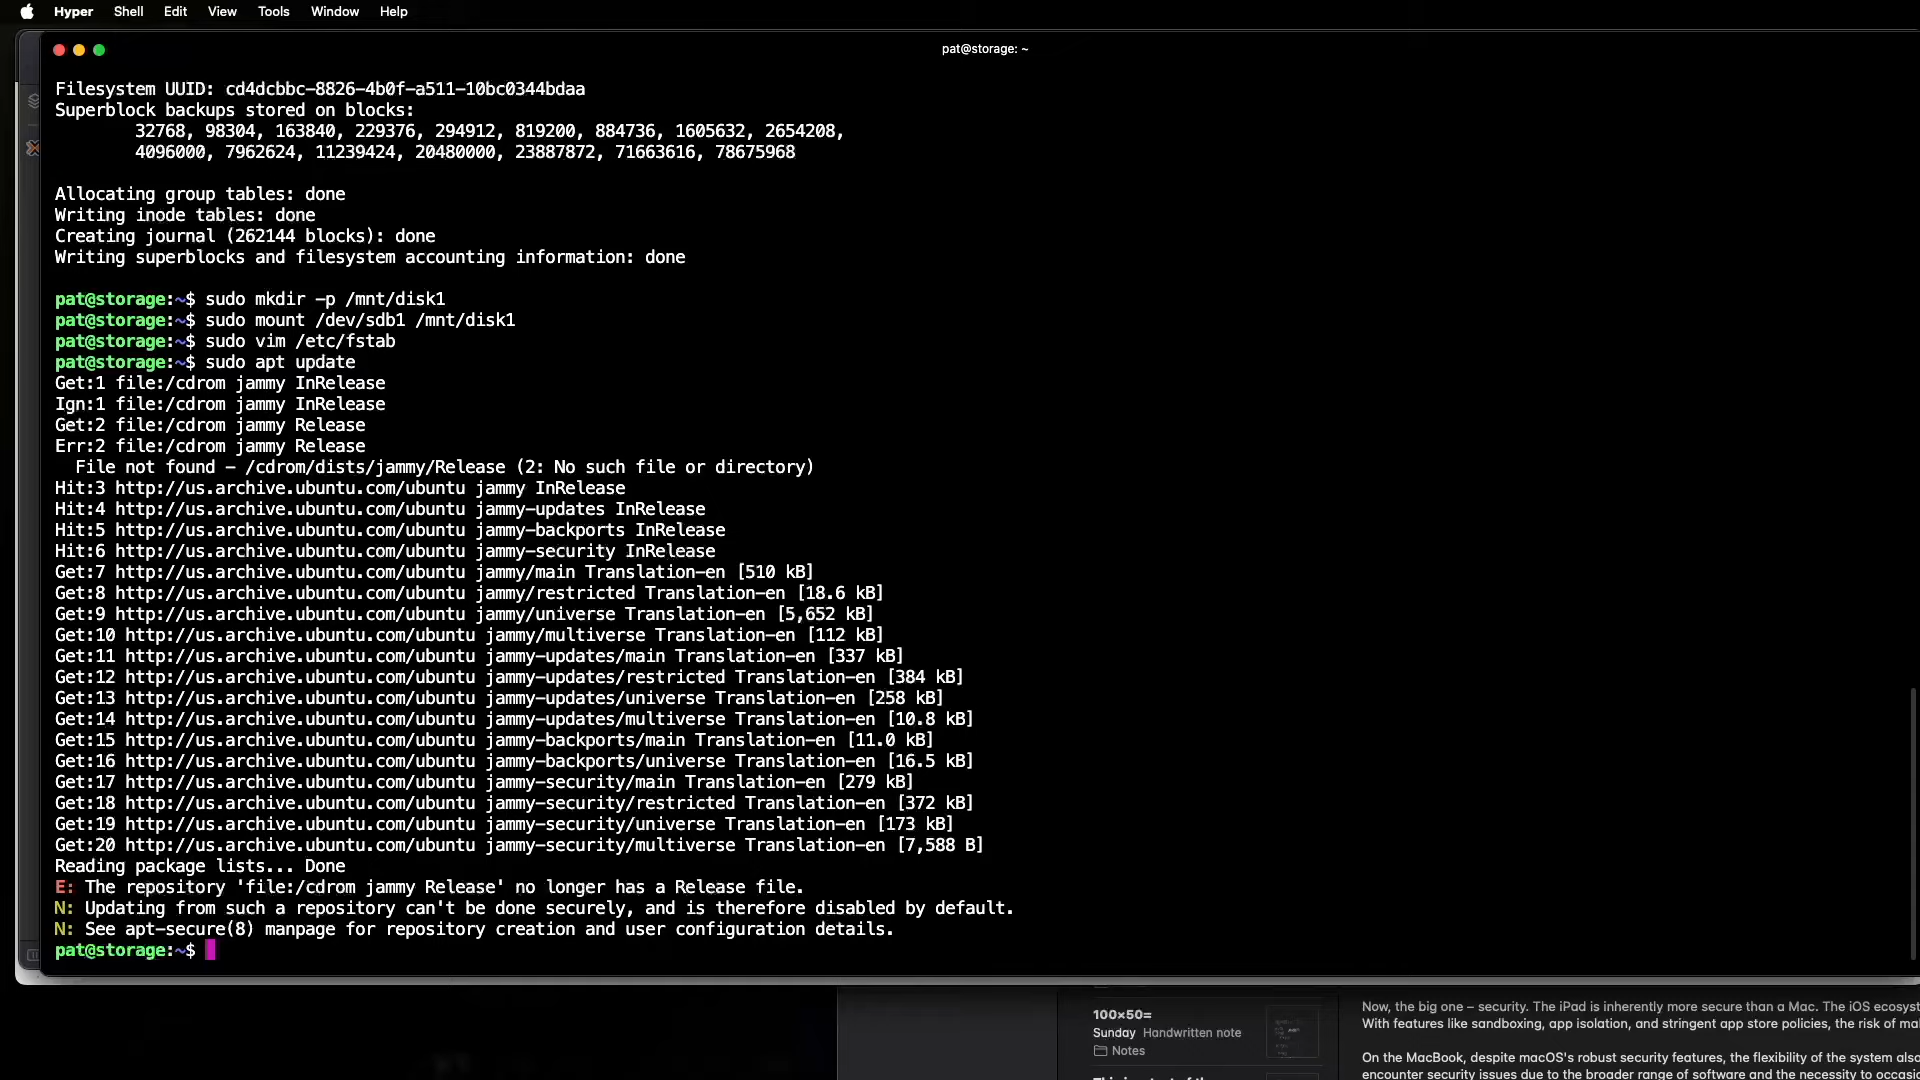 Hyper Shell Edit View Tools Window Help
pat@storage: ~
Filesystem UUID: cd4dcbbc-8826-4b0f-a511-10bc0344bdaa
Superblock backups stored on blocks:
32768, 98304, 163840, 229376, 294912, 819200, 884736, 1605632, 2654208,
4096000, 7962624, 11239424, 20480000, 23887872, 71663616, 78675968
Allocating group tables: done
Writing inode tables: done
Creating journal (262144 blocks): done
Writing superblocks and filesystem accounting information: done
pat@storage:~$ sudo mkdir -p /mnt/disk1
pat@storage:~$ sudo mount /dev/sdb1 /mnt/disk1
pat@storage:~$ sudo vim /etc/fstab
pat@storage:~$ sudo apt update
Get:1 file:/cdrom jammy InRelease
Ign:1 file:/cdrom jammy InRelease
Get:2 file:/cdrom jammy Release
Err:2 file:/cdrom jammy Release
File not found - /cdrom/dists/jammy/Release (2: No such file or directory)
Hit:3 http://us.archive.ubuntu.com/ubuntu jammy InRelease
Hit:4 http://us.archive.ubuntu.com/ubuntu jammy-updates InRelease
Hit:5 http://us.archive.ubuntu.com/ubuntu jammy-backports InRelease
Hit:6 http://us.archive.ubuntu.com/ubuntu jammy-security InRelease
Get:7 http://us.archive.ubuntu.com/ubuntu jammy/main Translation-en [510 kB]
Get:8 http://us.archive.ubuntu.com/ubuntu jammy/restricted Translation-en [18.6 kB]
Get:9 http://us.archive.ubuntu.com/ubuntu jammy/universe Translation-en [5,652 kB]
Get:10 http://us.archive.ubuntu.com/ubuntu jammy/multiverse Translation-en [112 kB]
Get:11 http://us.archive.ubuntu.com/ubuntu jammy-updates/main Translation-en [337 kB]
Get:12 http://us.archive.ubuntu.com/ubuntu jammy-updates/restricted Translation-en [384 kB]
Get:13 http://us.archive.ubuntu.com/ubuntu jammy-updates/universe Translation-en [258 kB]
Get:14 http://us.archive.ubuntu.com/ubuntu jammy-updates/multiverse Translation-en [10.8 kB]
Get:15 http://us.archive.ubuntu.com/ubuntu jammy-backports/main Translation-en [11.0 kB]
Get:16 http://us.archive.ubuntu.com/ubuntu jammy-backports/universe Translation-en [16.5 kB]
Get:17 http://us.archive.ubuntu.com/ubuntu jammy-security/main Translation-en [279 kB]
Get:18 http://us.archive.ubuntu.com/ubuntu jammy-security/restricted Translation-en [372 kB]
Get:19 http://us.archive.ubuntu.com/ubuntu jammy-security/universe Translation-en [173 kB]
Get:20 http://us.archive.ubuntu.com/ubuntu jammy-security/multiverse Translation-en [7,588 B]
Reading package lists... Done
E: The repository 'file:/cdrom jammy Release' no longer has a Release file.
N: Updating from such a repository can't be done securely, and is therefore disabled by default.
N: See apt-secure(8) manpage for repository creation and user configuration details.
pat@storage:~$
100×50=
Sunday Handwritten note
Notes
Now, the big one – security. The iPad is inherently more secure than a Mac. The iOS ecosyst
With features like sandboxing, app isolation, and stringent app store policies, the risk of
On the MacBook, despite macOS's robust security features, the flexibility of the system also
encounter security issues due to the broader range of software and the necessity to